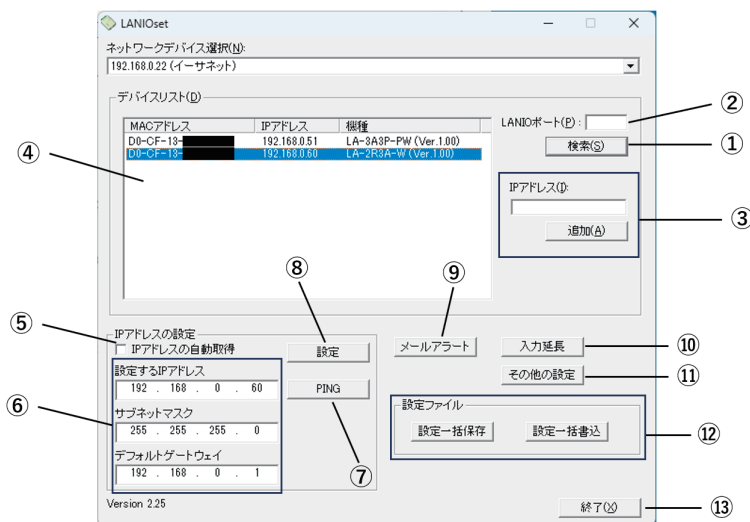 LANIOset
ネットワークデバイス選択(N):
192.168.0.22 (イーサネット)
デバイスリスト(D)
MACアドレス IPアドレス 機種
D0-CF-13- 192.168.0.51 LA-3A3P-PW (Ver.1.00)
D0-CF-13- 192.168.0.60 LA-2R3A-W (Ver.1.00)
LANIOポート(P):
②
検索(S)
①
④
IPアドレス(I):
③
追加(A)
⑧
⑨
⑤
IPアドレスの設定
IPアドレスの自動取得
設定
メールアラート
入力延長
⑩
設定するIPアドレス
192 . 168 . 0 . 60
PING
その他の設定
⑪
⑥
サブネットマスク
255 . 255 . 255 . 0
設定ファイル
設定一括保存
設定一括書込
⑫
デフォルトゲートウェイ
192 . 168 . 0 . 1
⑦
Version 2.25
終了(X)
⑬